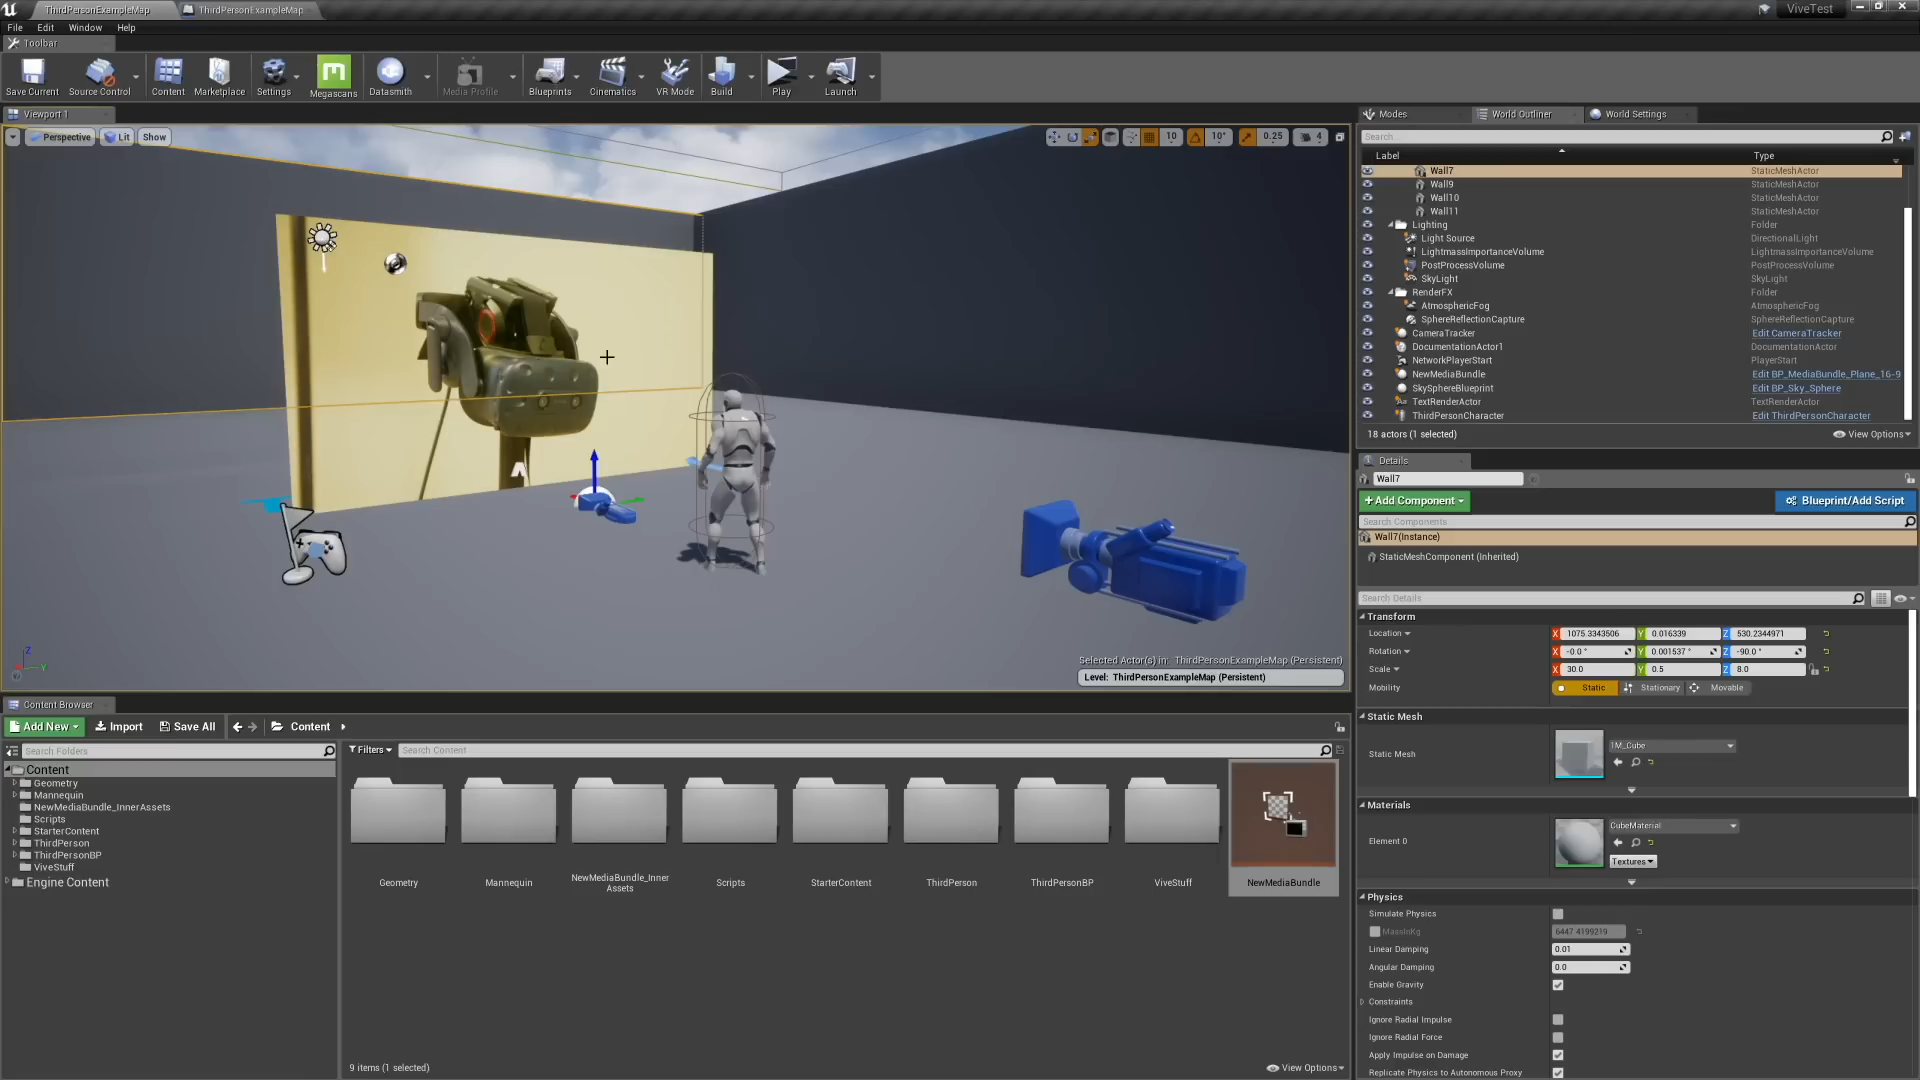 ThirdPersonExampleMap
ThirdPersonExampleMap
ViveTest
File Edit Window Help
Toolbar
Save Current
Source Control
Content
Marketplace
Settings
Megascans
Datasmith
Media Profile
Blueprints
Cinematics
VR Mode
Build
Play
Launch
Viewport 1
Perspective Lit Show
10 10° 0.25 4
Selected Actor(s) in: ThirdPersonExampleMap (Persistent)
Level: ThirdPersonExampleMap (Persistent)
Modes World Outliner World Settings
Search...
Label Type
Wall7 StaticMeshActor
Wall9 StaticMeshActor
Wall10 StaticMeshActor
Wall11 StaticMeshActor
Lighting Folder
Light Source DirectionalLight
LightmassImportanceVolume LightmassImportanceVolume
PostProcessVolume PostProcessVolume
SkyLight SkyLight
RenderFX Folder
AtmosphericFog AtmosphericFog
SphereReflectionCapture SphereReflectionCapture
CameraTracker Edit CameraTracker
DocumentationActor1 DocumentationActor
NetworkPlayerStart PlayerStart
NewMediaBundle Edit BP_MediaBundle_Plane_16-9
SkySphereBlueprint Edit BP_Sky_Sphere
TextRenderActor TextRenderActor
ThirdPersonCharacter Edit ThirdPersonCharacter
18 actors (1 selected) View Options
Details
Wall7
+Add Component Blueprint/Add Script
Search Components
Wall7(Instance)
StaticMeshComponent (Inherited)
Search Details
Transform
Location X 1075.3343506 Y 0.016339 Z 530.2344971
Rotation X -0.0 ° Y 0.001537 ° Z -90.0 °
Scale X 30.0 Y 0.5 Z 8.0
Mobility Static Stationary Movable
Static Mesh
Static Mesh 1M_Cube
Materials
Element 0 CubeMaterial
Textures
Physics
Simulate Physics
MassInKg
Linear Damping 0.01
Angular Damping 0.0
Enable Gravity
Constraints
Ignore Radial Impulse
Ignore Radial Force
Apply Impulse on Damage
Replicate Physics to Autonomous Proxy
Content Browser
Add New Import Save All Content
Search Folders
Filters Search Content
Content
Geometry
Mannequin
NewMediaBundle_InnerAssets
Scripts
StarterContent
ThirdPerson
ThirdPersonBP
ViveStuff
Engine Content
Geometry
Mannequin
NewMediaBundle_Inner
Assets
Scripts
StarterContent
ThirdPerson
ThirdPersonBP
ViveStuff
NewMediaBundle
9 items (1 selected) View Options